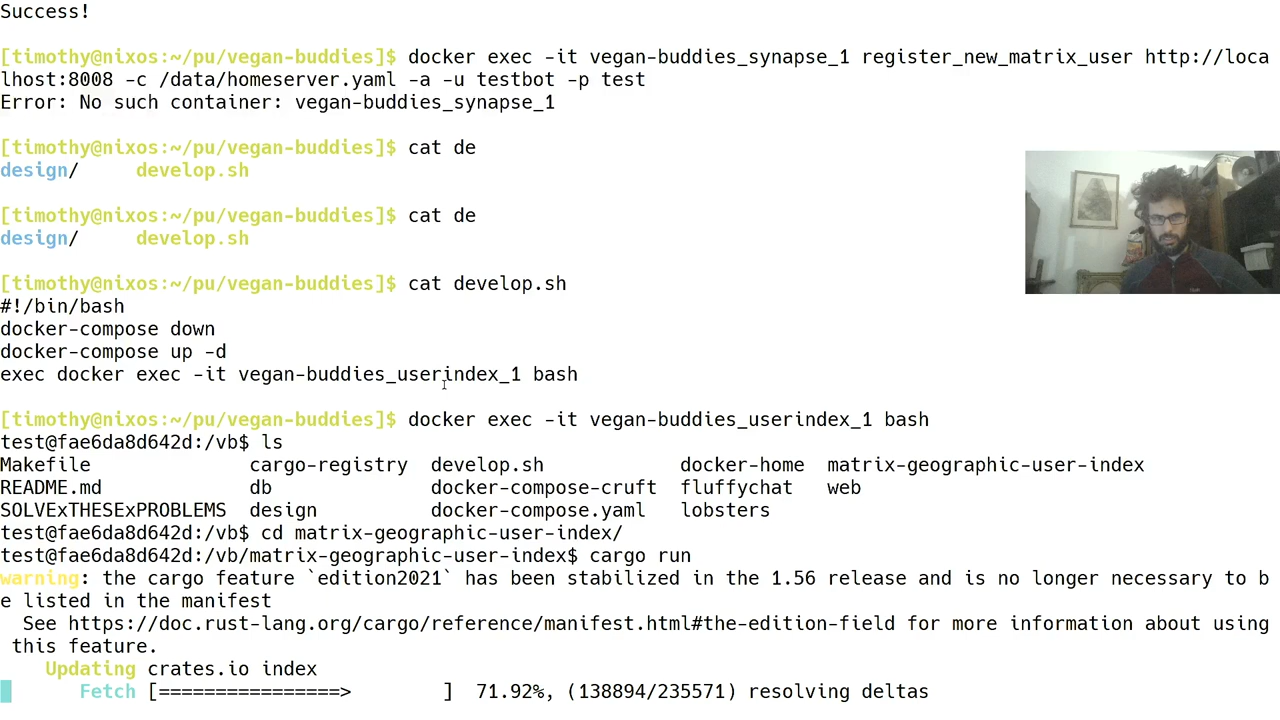 Success!
[timothy@nixos:~/pu/vegan-buddies]$ docker exec -it vegan-buddies_synapse_1 register_new_matrix_user http://loca
lhost:8008 -c /data/homeserver.yaml -a -u testbot -p test
Error: No such container: vegan-buddies_synapse_1
[timothy@nixos:~/pu/vegan-buddies]$ cat de
design/     develop.sh
[timothy@nixos:~/pu/vegan-buddies]$ cat de
design/     develop.sh
[timothy@nixos:~/pu/vegan-buddies]$ cat develop.sh
#!/bin/bash
docker-compose down
docker-compose up -d
exec docker exec -it vegan-buddies_userindex_1 bash
[timothy@nixos:~/pu/vegan-buddies]$ docker exec -it vegan-buddies_userindex_1 bash
test@fae6da8d642d:/vb$ ls
Makefile              cargo-registry  develop.sh            docker-home  matrix-geographic-user-index
README.md             db              docker-compose-cruft  fluffychat   web
SOLVExTHESExPROBLEMS  design          docker-compose.yaml   lobsters
test@fae6da8d642d:/vb$ cd matrix-geographic-user-index/
test@fae6da8d642d:/vb/matrix-geographic-user-index$ cargo run
warning: the cargo feature `edition2021` has been stabilized in the 1.56 release and is no longer necessary to b
e listed in the manifest
  See https://doc.rust-lang.org/cargo/reference/manifest.html#the-edition-field for more information about using
 this feature.
    Updating crates.io index
       Fetch [================>        ]  71.92%, (138894/235571) resolving deltas